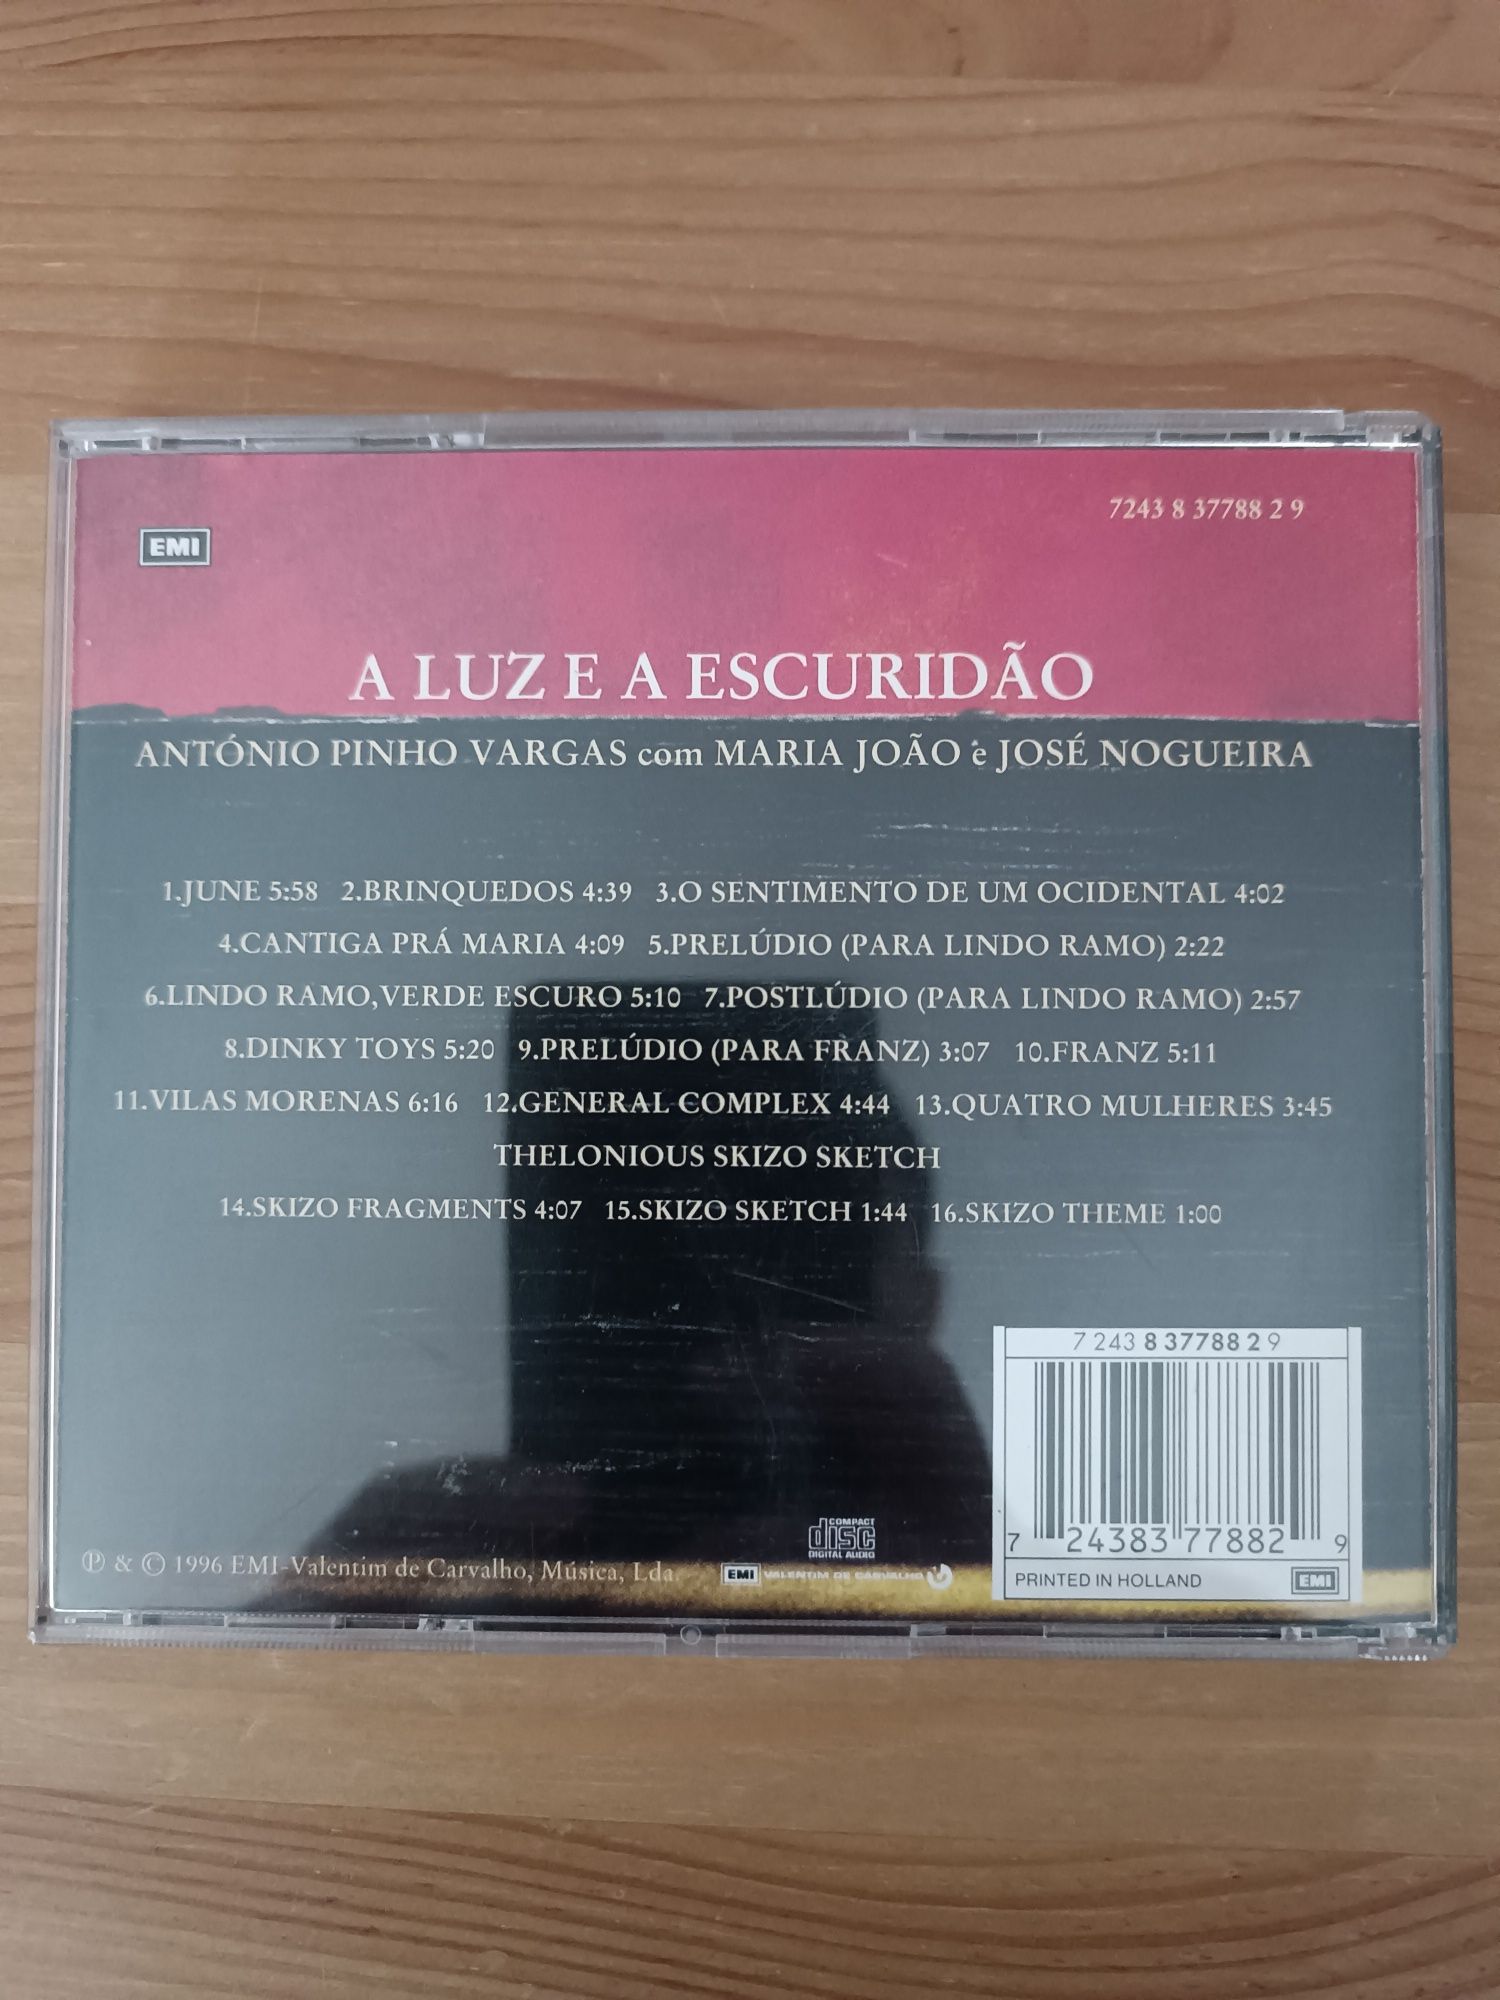 7243 8 37788 2 9
EMI
A LUZ E A ESCURIDÃO
ANTÓNIO PINHO VARGAS com MARIA JOÃO e JOSÉ NOGUEIRA
1.JUNE 5:58 2.BRINQUEDOS 4:39 3.O SENTIMENTO DE UM OCIDENTAL 4:02
4.CANTIGA PRÁ MARIA 4:09 5.PRELÚDIO (PARA LINDO RAMO) 2:22
6.LINDO RAMO,VERDE ESCURO 5:10 7.POSTLÚDIO (PARA LINDO RAMO) 2:57
8.DINKY TOYS 5:20 9.PRELÚDIO (PARA FRANZ) 3:07 10.FRANZ 5:11
11.VILAS MORENAS 6:16 12.GENERAL COMPLEX 4:44 13.QUATRO MULHERES 3:45
THELONIOUS SKIZO SKETCH
14.SKIZO FRAGMENTS 4:07 15.SKIZO SKETCH 1:44 16.SKIZO THEME 1:00
7 243 8 37788 2 9
7 24383 77882 9
PRINTED IN HOLLAND EMI
COMPACT
disc
DIGITAL AUDIO
℗ & © 1996 EMI-Valentim de Carvalho, Música, Lda.
EMI VALENTIM DE CARVALHO